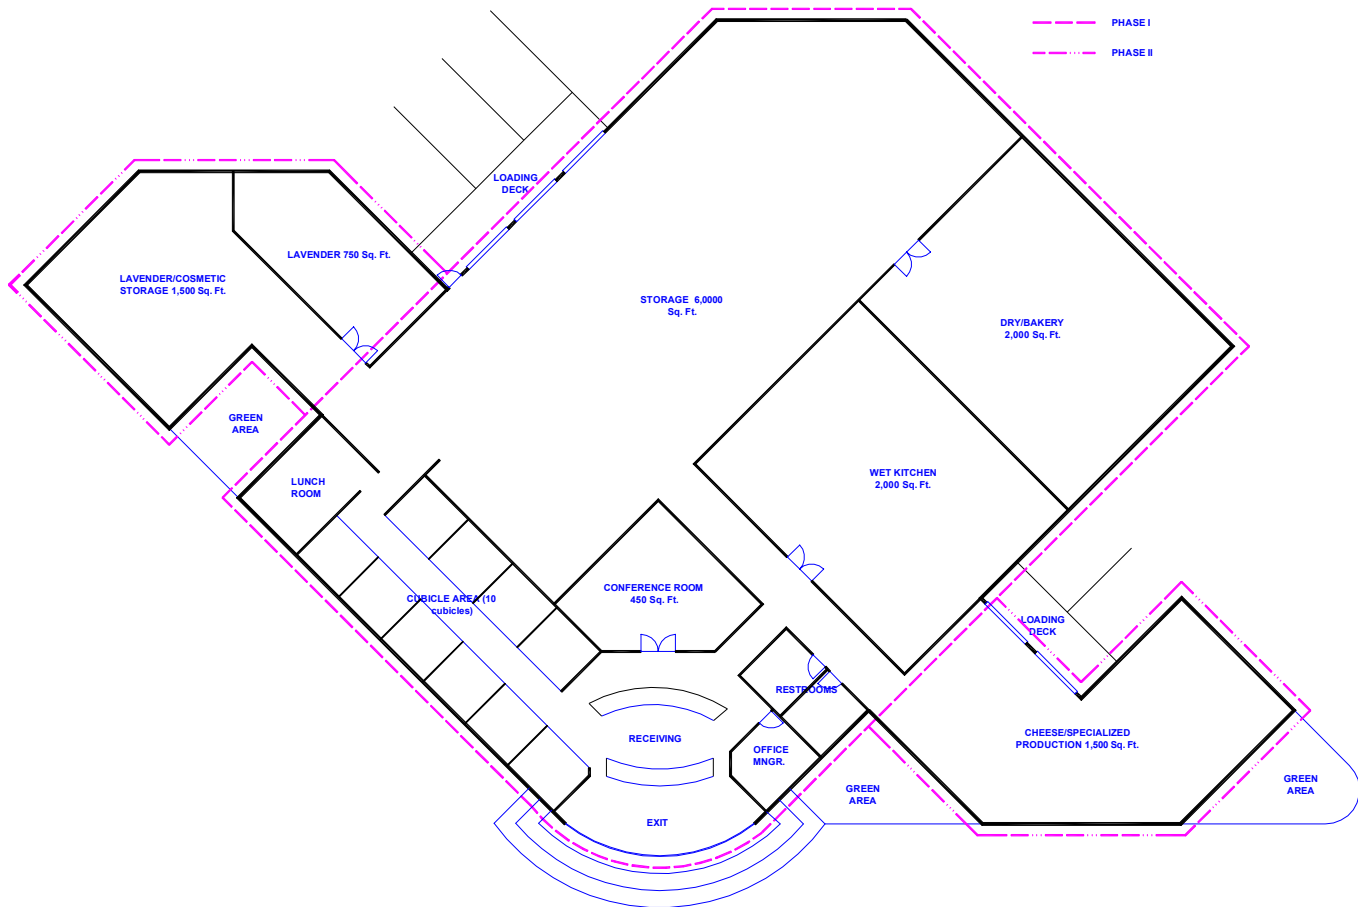 PHASE I
PHASE II
LOADING
DECK
LAVENDER 750 Sq. Ft.
LAVENDER/COSMETIC
STORAGE 1,500 Sq. Ft.
STORAGE 6,0000
Sq. Ft.
DRY/BAKERY
2,000 Sq. Ft.
GREEN
AREA
LUNCH
ROOM
WET KITCHEN
2,000 Sq. Ft.
CONFERENCE ROOM
450 Sq. Ft.
CUBICLE AREA (10
cubicles)
LOADING
DECK
RESTROOMS
RECEIVING
OFFICE
MNGR.
CHEESE/SPECIALIZED
PRODUCTION 1,500 Sq. Ft.
GREEN
AREA
GREEN
AREA
EXIT